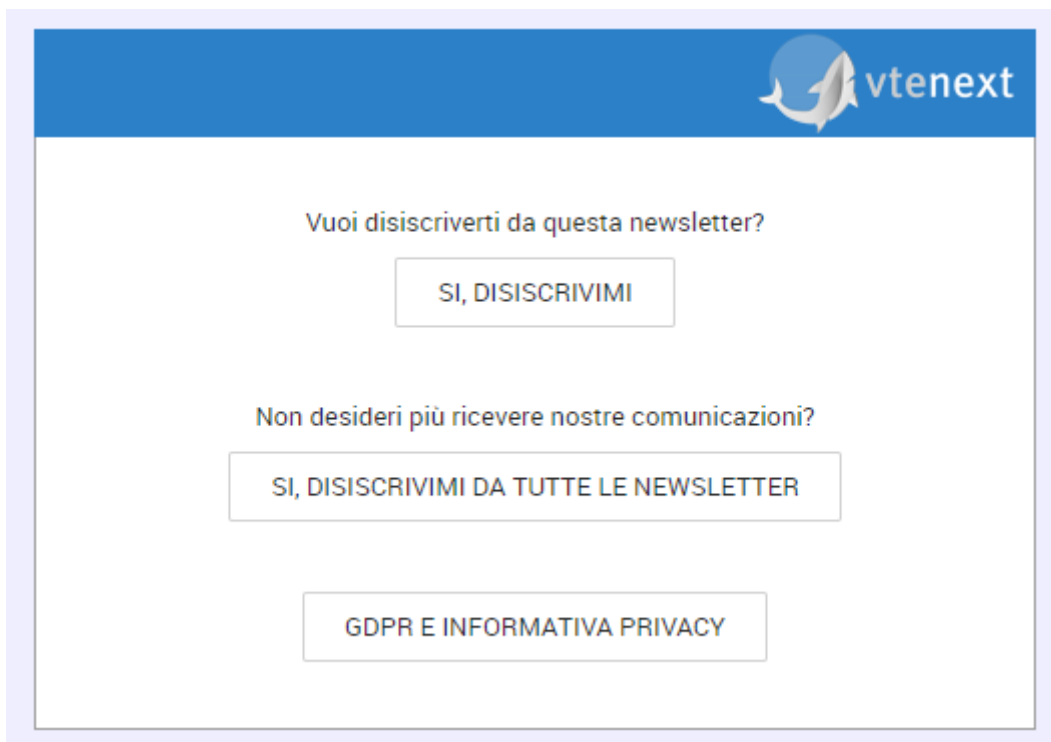 vtenext
Vuoi disiscriverti da questa newsletter?
SI, DISISCRIVIMI
Non desideri più ricevere nostre comunicazioni?
SI, DISISCRIVIMI DA TUTTE LE NEWSLETTER
GDPR E INFORMATIVA PRIVACY